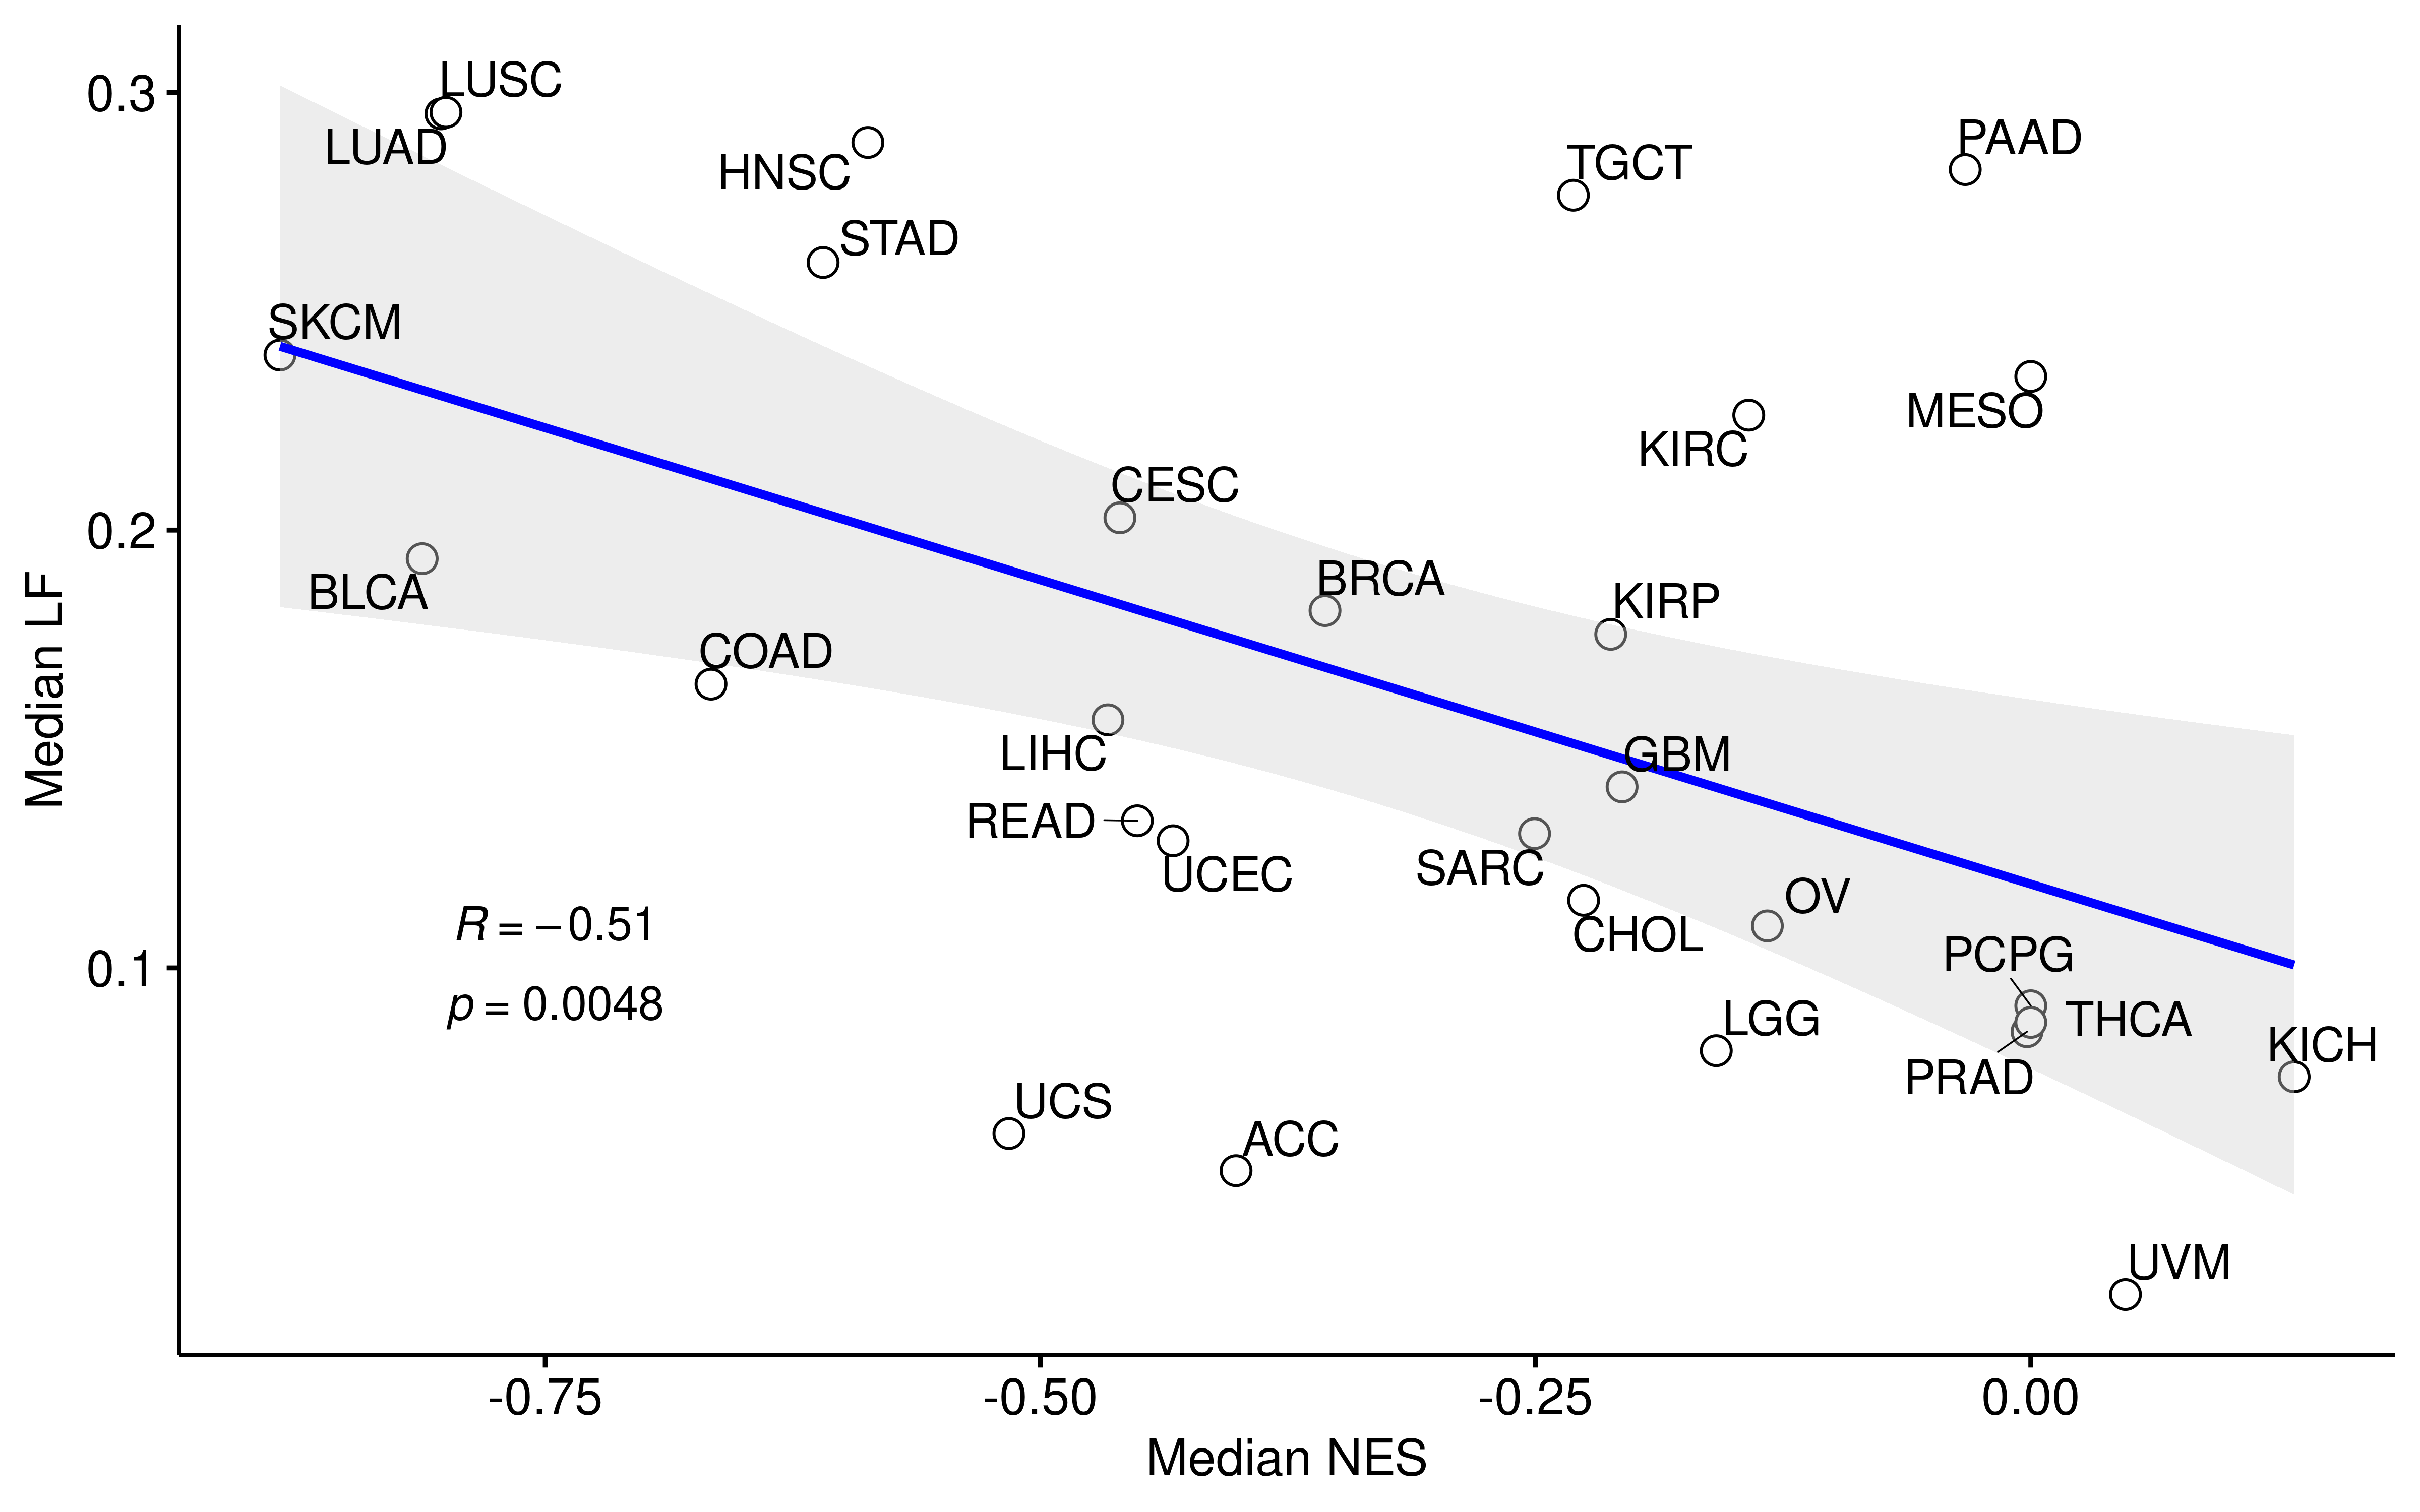 LUSC
0.3
LUAD
HNSC
PAAD
TGCT
STAD
SKCM
MESO
KIRC
CESC
0.2
BRCA
BLCA
KIRP
COAD
Median LF
LIHC
GBM
READ
UCEC
SARC
OV
R = −0.51
CHOL
PCPG
0.1
p = 0.0048
LGG
THCA
KICH
PRAD
UCS
ACC
UVM
-0.75
-0.50
-0.25
0.00
Median NES